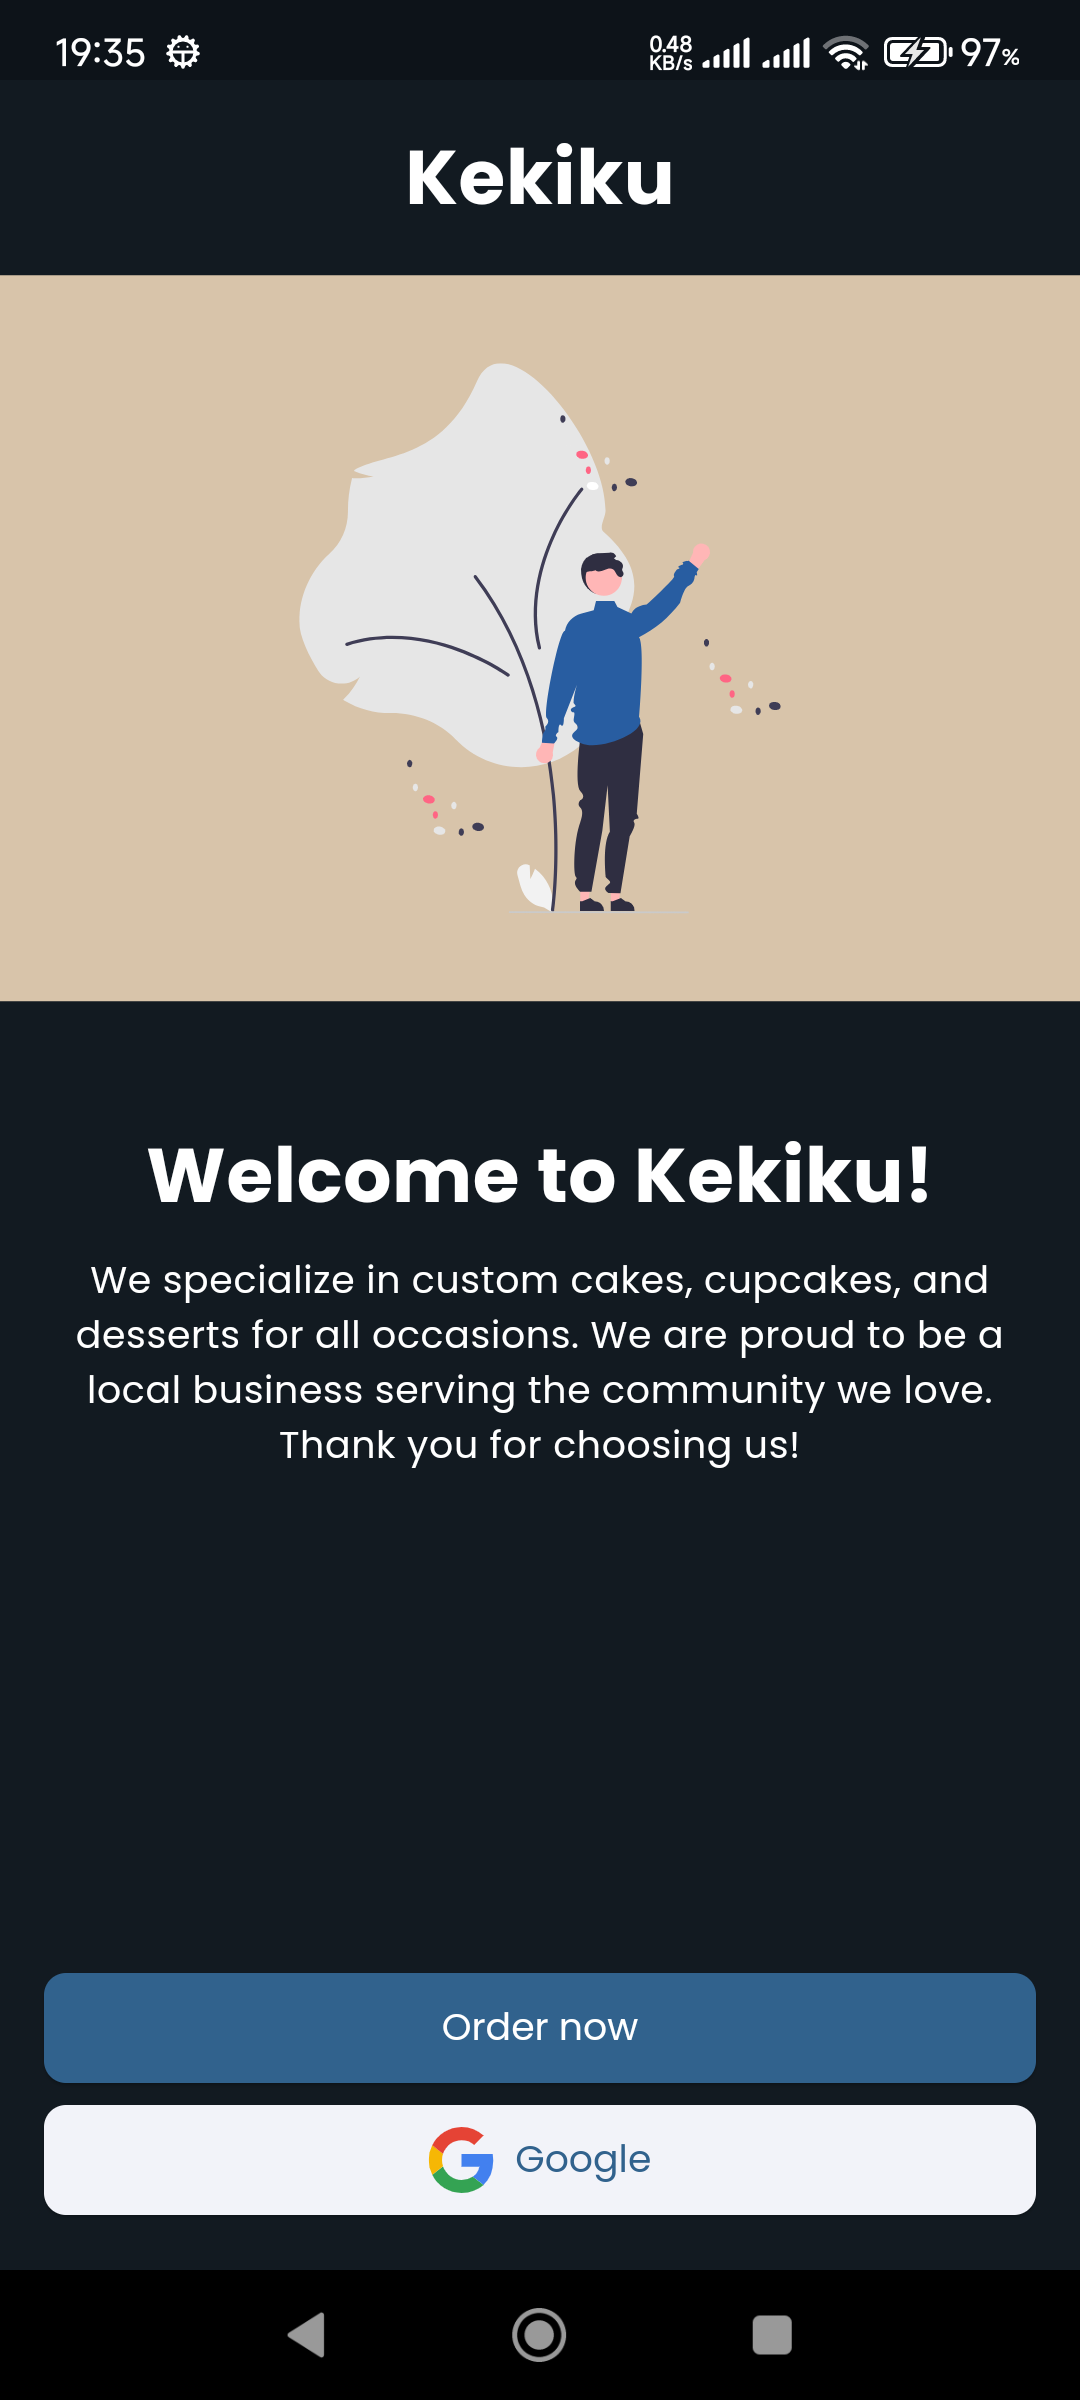 19:35
0.48
KB/s
97%
Kekiku
Welcome to Kekiku!
We specialize in custom cakes, cupcakes, and
desserts for all occasions. We are proud to be a
local business serving the community we love.
Thank you for choosing us!
Order now
Google